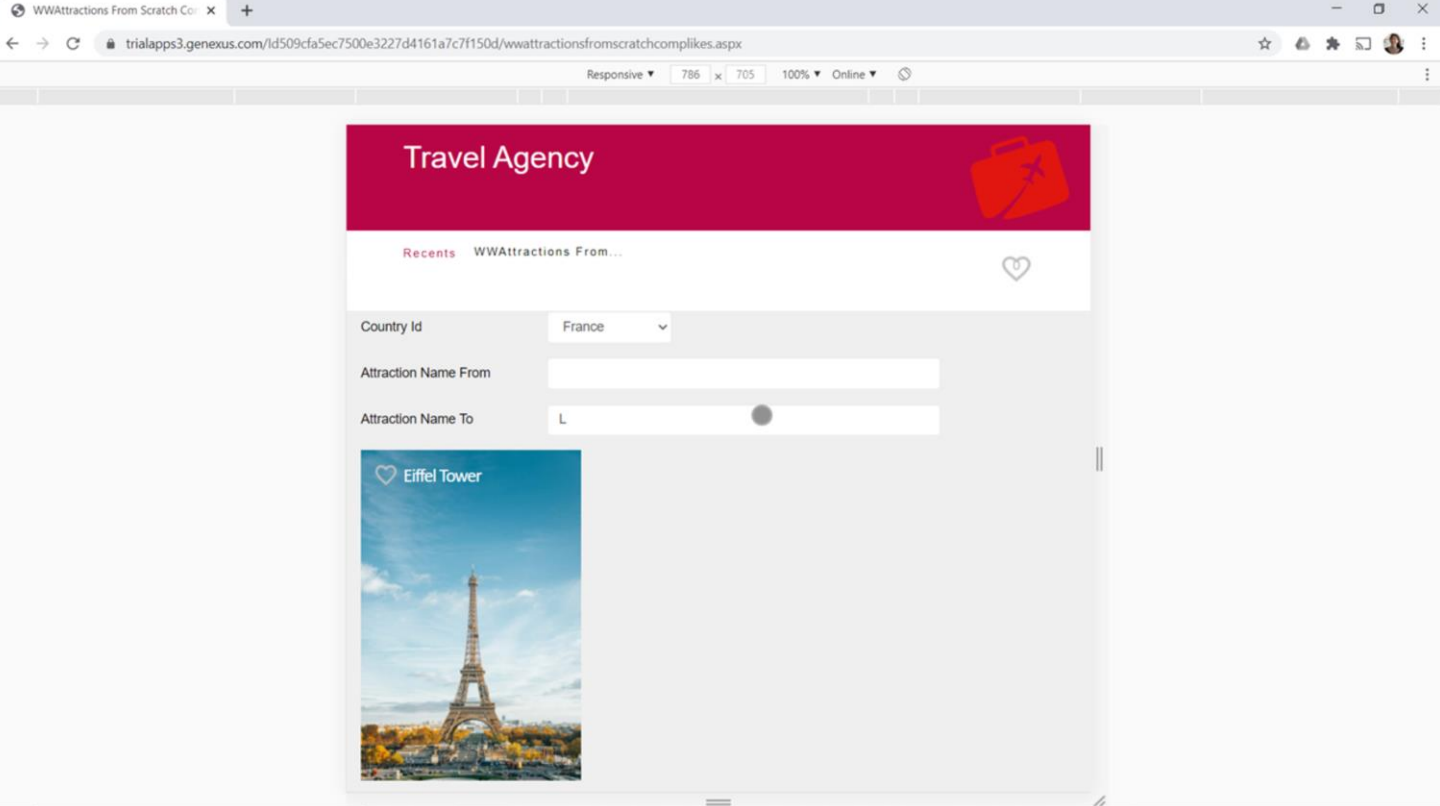 WWAttractions From Scratch Co
trialapps3.genexus.com/Id509cfa5ec7500e3227d4161a7c7f150d/wwattractionsfromscratchcomplikes.aspx
Responsive ▼ 786 x 705 100% ▼ Online ▼
Travel Agency
Recents WWAttractions From...
0
Country Id France
Attraction Name From
Attraction Name To L
Eiffel Tower